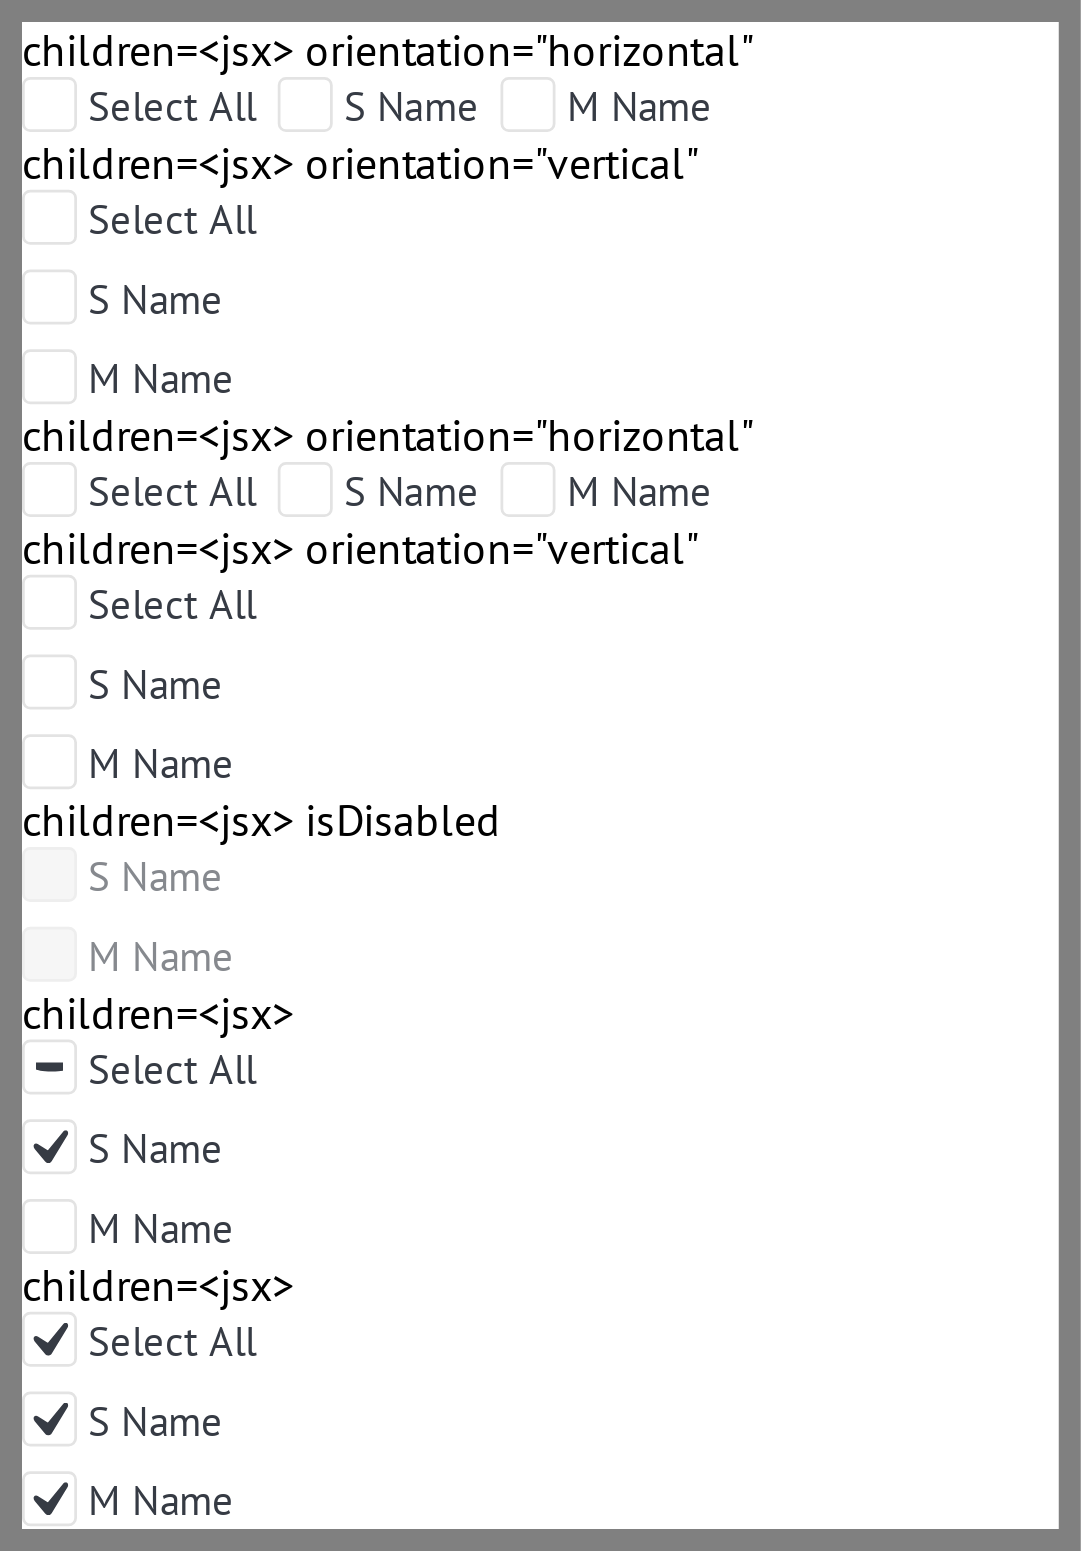 children=<jsx> orientation="horizontal"
Select All S Name M Name
children=<jsx> orientation="vertical"
Select All
S Name
M Name
children=<jsx> orientation="horizontal"
Select All S Name M Name
children=<jsx> orientation="vertical"
Select All
S Name
M Name
children=<jsx> isDisabled
S Name
M Name
children=<jsx>
Select All
S Name
M Name
children=<jsx>
Select All
S Name
M Name